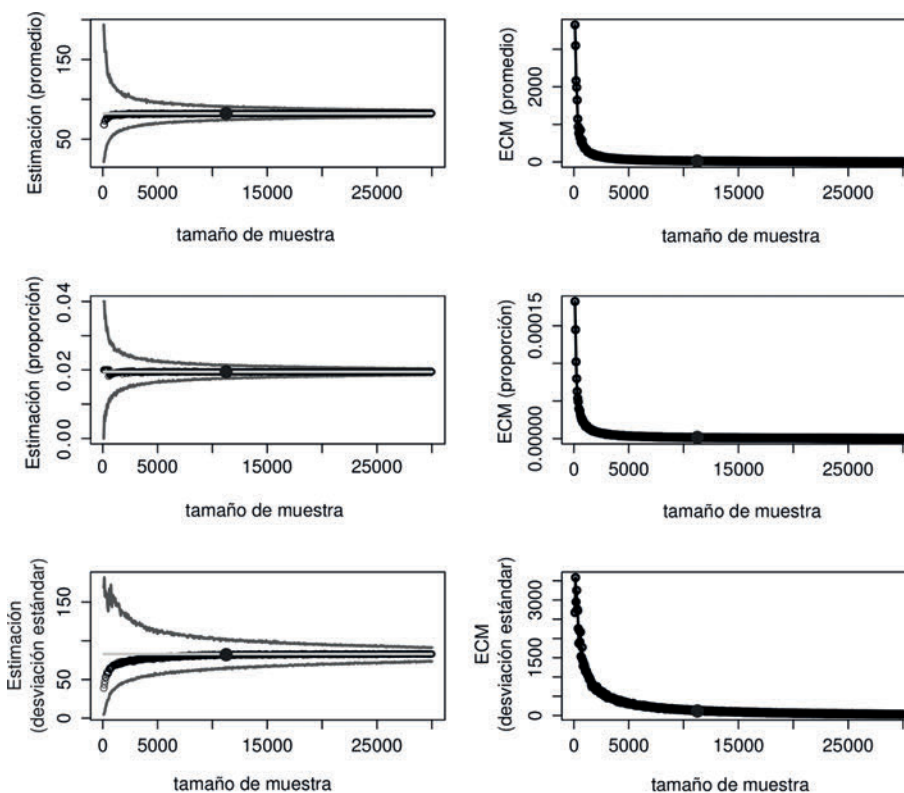 Estimación (promedio)
50
150
0
5000
15000
25000
tamaño de muestra
ECM (promedio)
0
2000
0
5000
15000
25000
tamaño de muestra
Estimación (proporción)
0.00
0.02
0.04
0
5000
15000
25000
tamaño de muestra
ECM (proporción)
0.00000
0.00015
0
5000
15000
25000
tamaño de muestra
Estimación
(desviación estándar)
0
50
150
0
5000
15000
25000
tamaño de muestra
ECM
(desviación estándar)
0
1500
3000
0
5000
15000
25000
tamaño de muestra